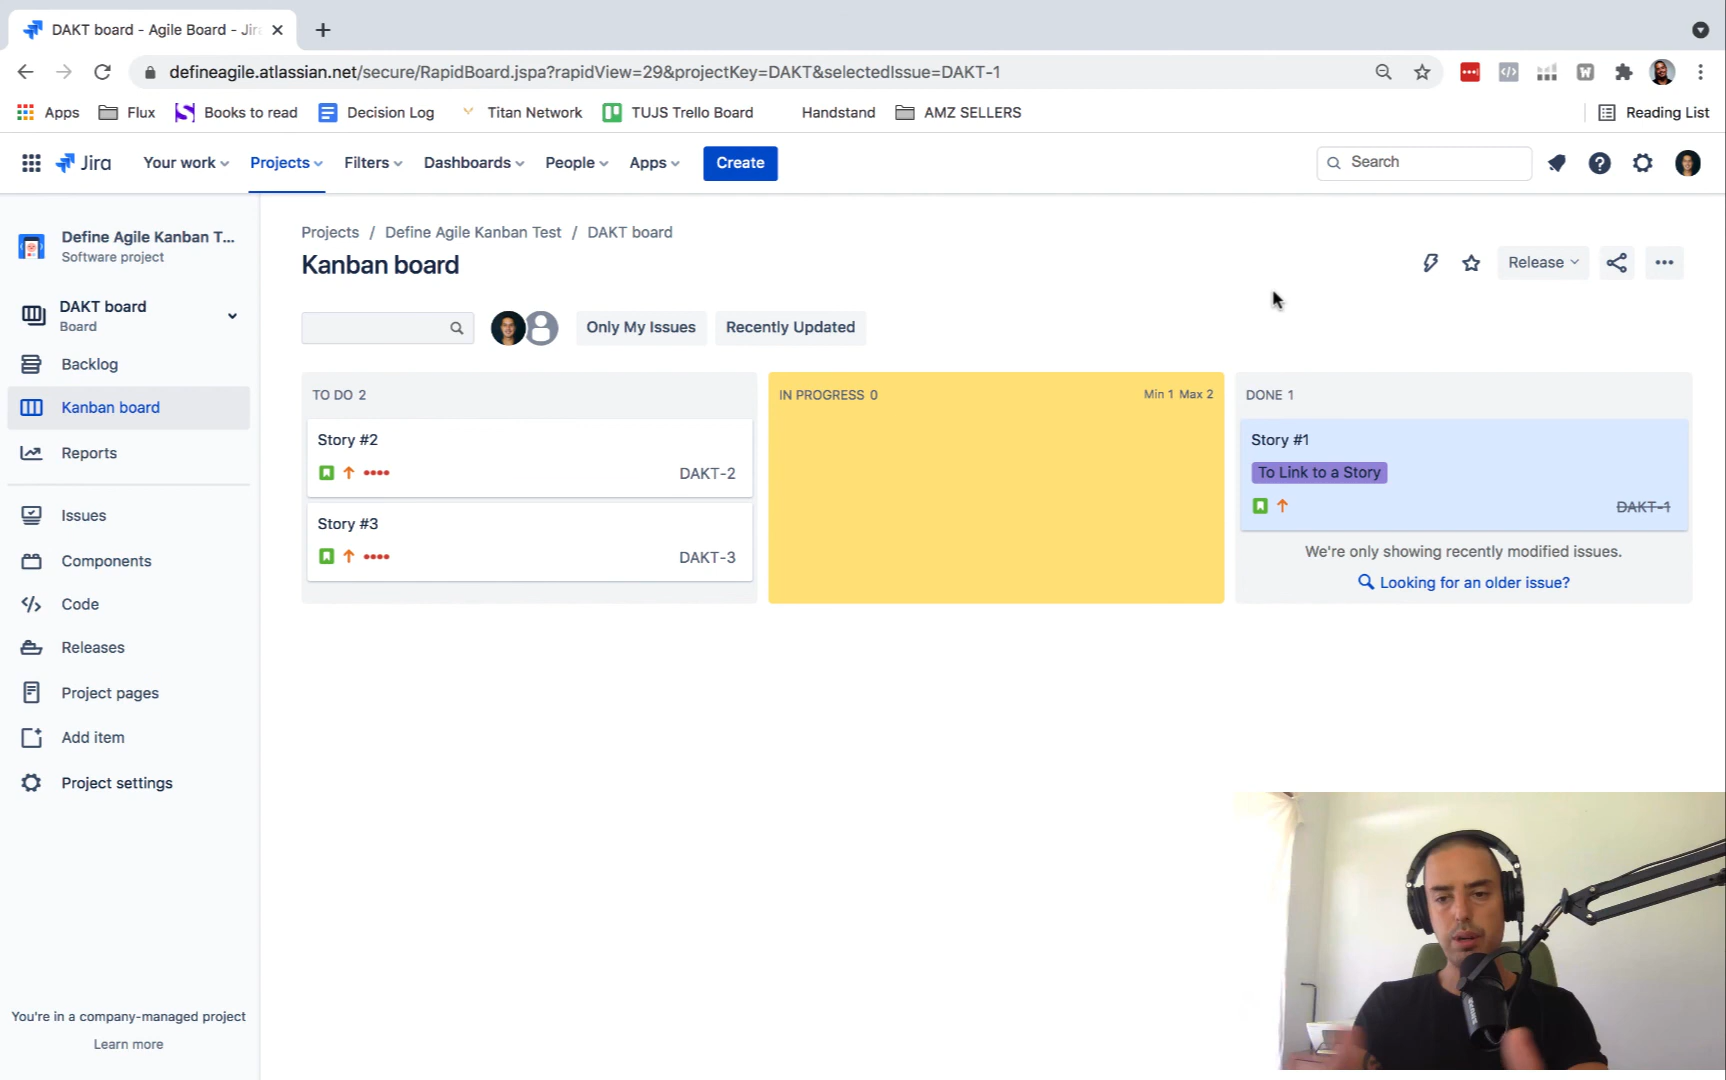 DAKT board - Agile Board - Jir
defineagile.atlassian.net/secure/RapidBoard.jspa?rapidView=29&projectKey=DAKT&selectedIssue=DAKT-1
Apps Flux Books to read Decision Log Titan Network TUJS Trello Board Handstand AMZ SELLERS Reading List
Jira Your work Projects Filters Dashboards People Apps Create Search
Define Agile Kanban T...
Software project
DAKT board
Board
Backlog
Kanban board
Reports
Issues
Components
Code
Releases
Project pages
Add item
Project settings
You're in a company-managed project
Learn more
Projects / Define Agile Kanban Test / DAKT board
Kanban board
Release
Only My Issues Recently Updated
TO DO 2
Story #2
DAKT-2
Story #3
DAKT-3
IN PROGRESS 0 Min 1 Max 2
DONE 1
Story #1
To Link to a Story
DAKT-1
We're only showing recently modified issues.
Looking for an older issue?